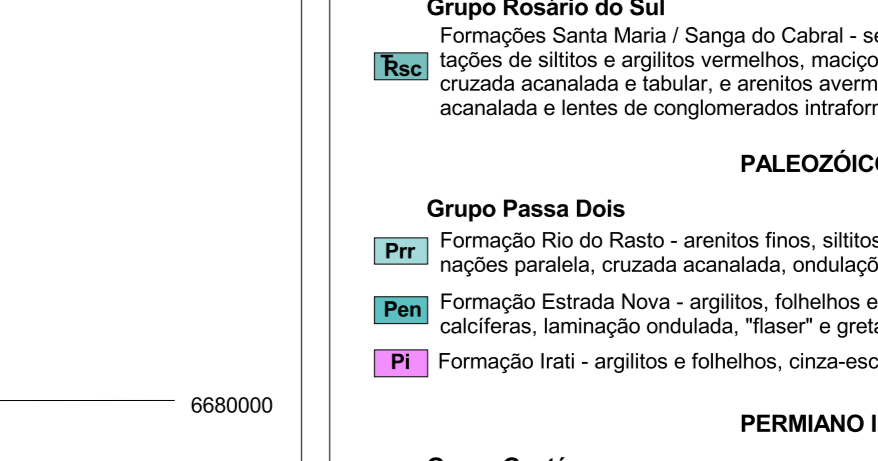 Grupo Rosário do Sul
Formações Santa Maria / Sanga do Cabral - se
TRsc
tações de siltitos e argilitos vermelhos, maciço
cruzada acanalada e tabular, e arenitos averm
acanalada e lentes de conglomerados intraforr
PALEOZÓIC
Grupo Passa Dois
Prr
Formação Rio do Rasto - arenitos finos, siltitos
nações paralela, cruzada acanalada, ondulaçõ
Pen
Formação Estrada Nova - argilitos, folhelhos e
calcíferas, laminação ondulada, "flaser" e greta
Pi
Formação Irati - argilitos e folhelhos, cinza-esc
6680000
PERMIANO I